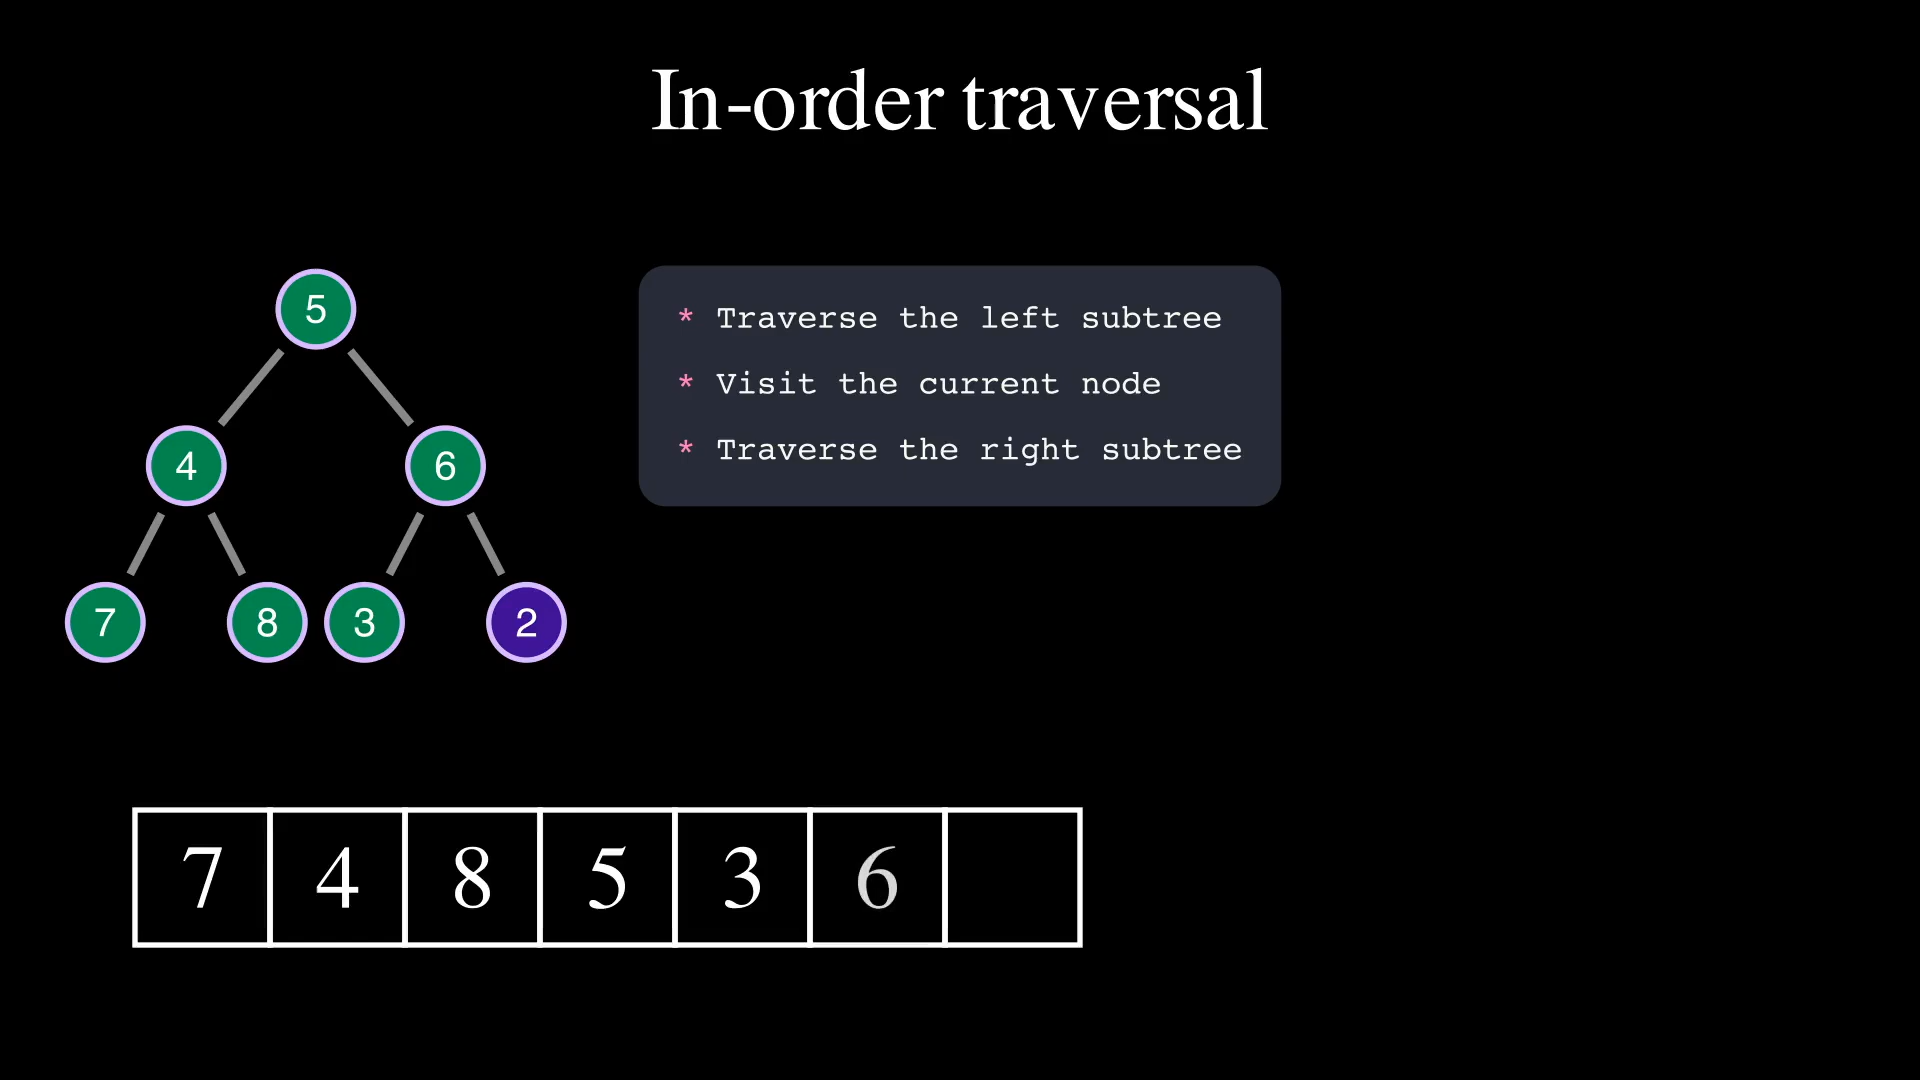 In-order traversal
5
* Traverse the left subtree
* Visit the current node
* Traverse the right subtree
4 6
7 8 3 2
7 4 8 5 3 6